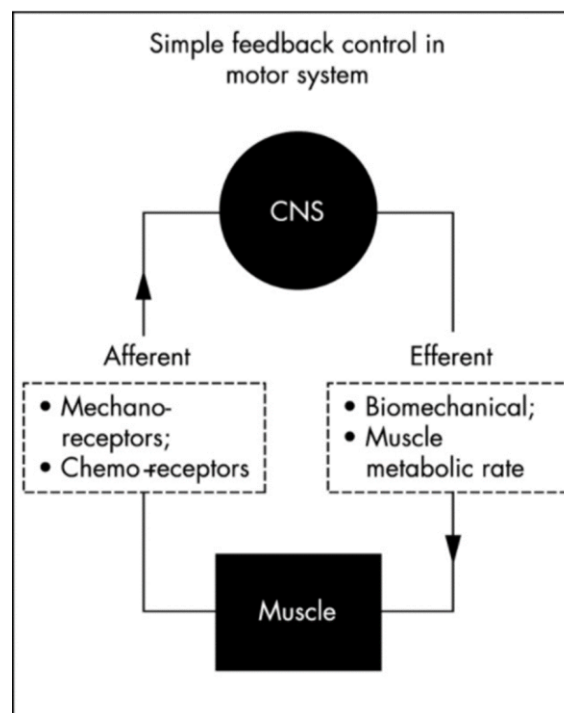 Simple feedback control in
motor system
CNS
Afferent
• Mechano-
receptors;
• Chemo-receptors
Efferent
• Biomechanical;
• Muscle
metabolic rate
Muscle